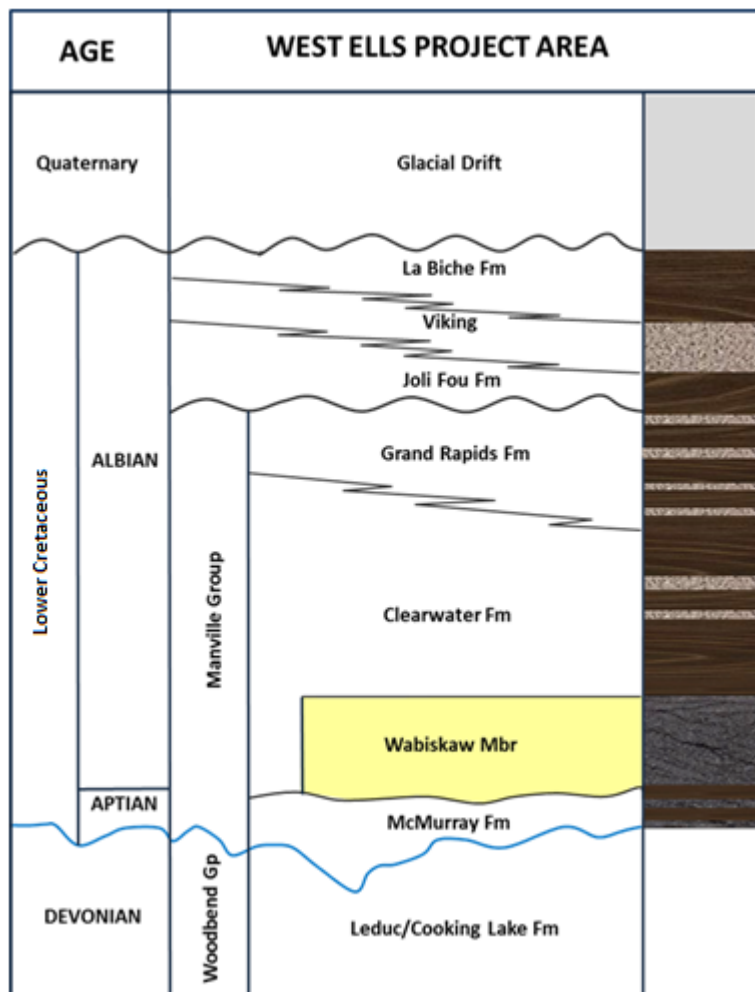 AGE
WEST ELLS PROJECT AREA
Quaternary
Glacial Drift
La Biche Fm
Viking
Joli Fou Fm
Lower Cretaceous
ALBIAN
Manville Group
Grand Rapids Fm
Clearwater Fm
Wabiskaw Mbr
APTIAN
McMurray Fm
DEVONIAN
Woodbend Gp
Leduc/Cooking Lake Fm